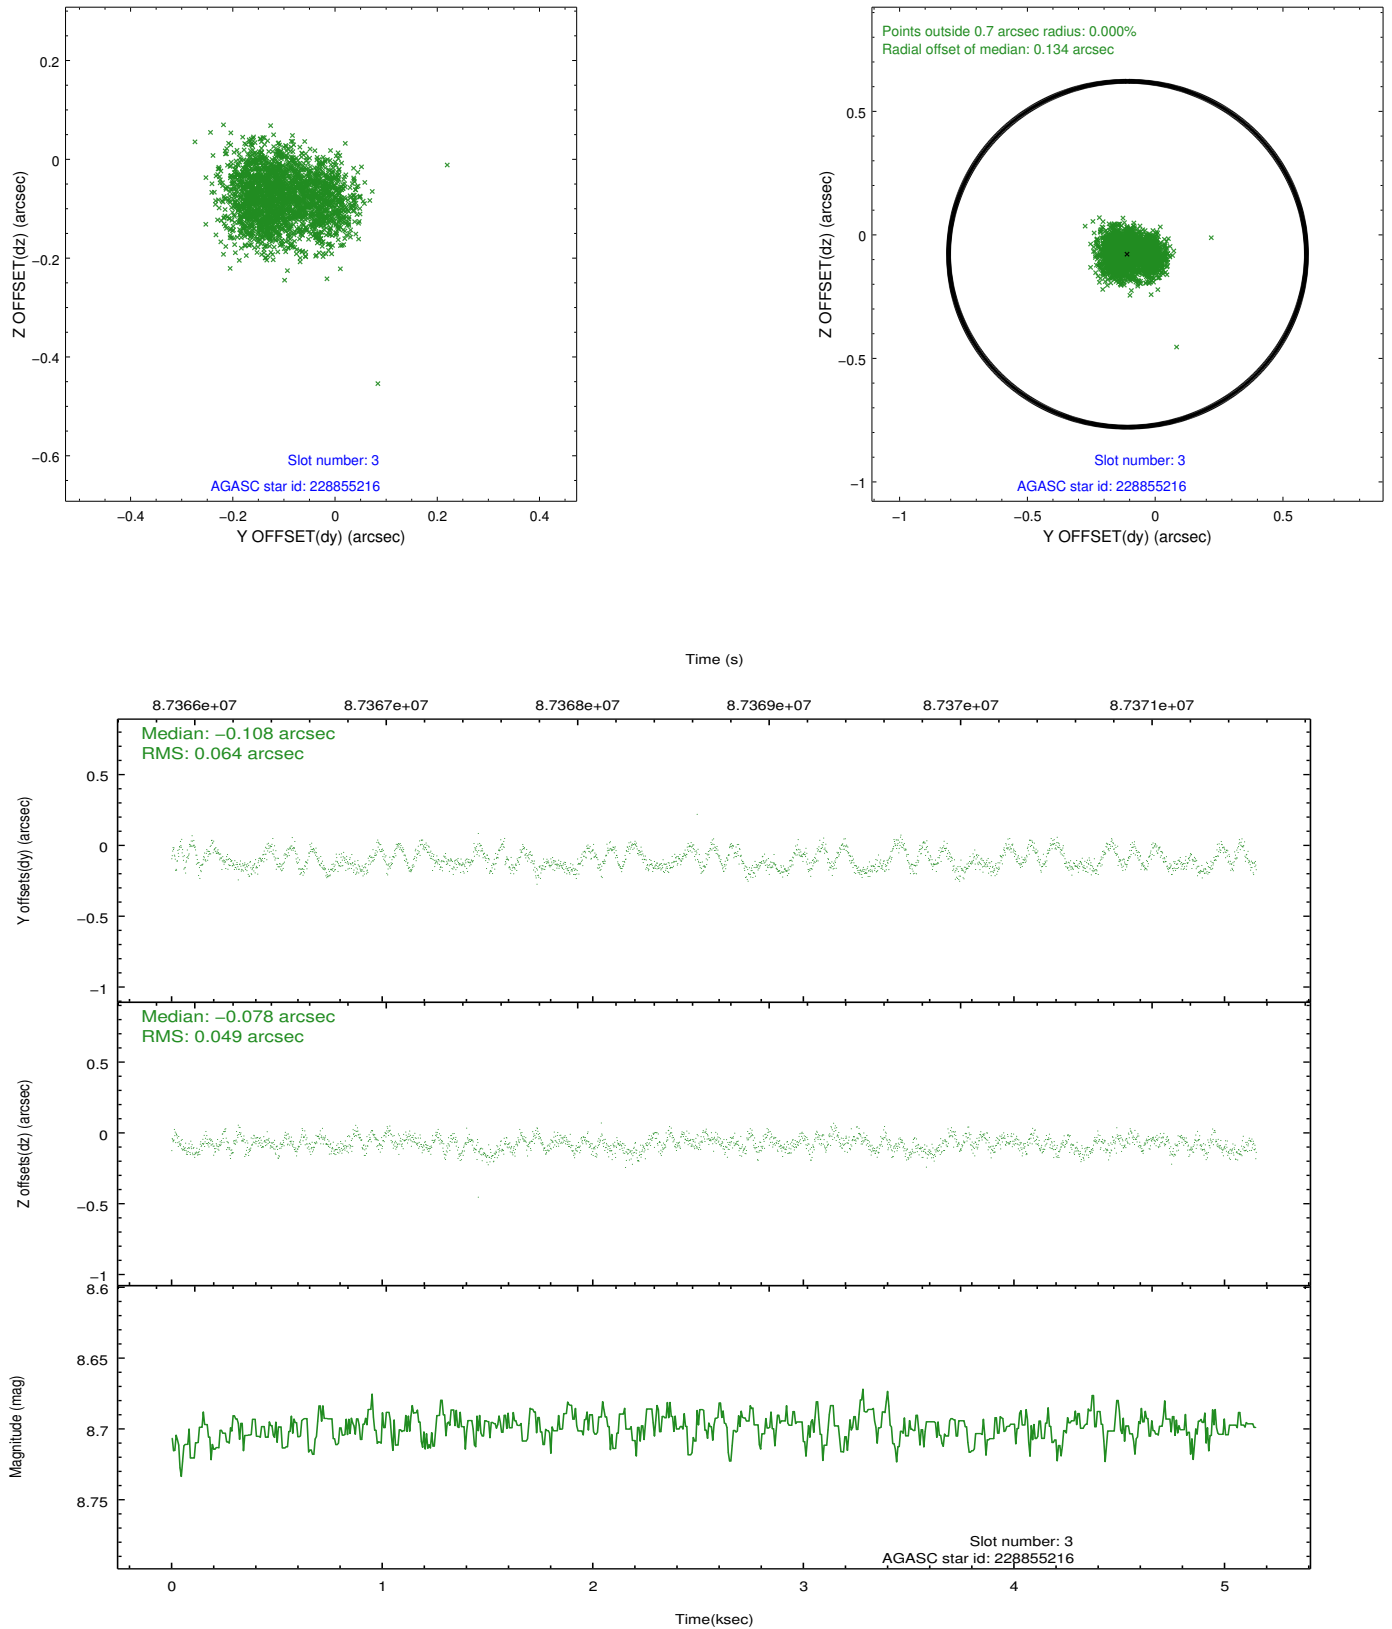 0.2
0
−0.2
−0.4
−0.6
Z OFFSET(dz) (arcsec)
Slot number: 3
AGASC star id: 228855216
−0.4
−0.2
0
0.2
0.4
Y OFFSET(dy) (arcsec)
Points outside 0.7 arcsec radius: 0.000%
Radial offset of median: 0.134 arcsec
0.5
0
−0.5
−1
Z OFFSET(dz) (arcsec)
Slot number: 3
AGASC star id: 228855216
−1
−0.5
0
0.5
Y OFFSET(dy) (arcsec)
Time (s)
8.7366e+07
8.7367e+07
8.7368e+07
8.7369e+07
8.737e+07
8.7371e+07
Median: −0.108 arcsec
RMS: 0.064 arcsec
0.5
0
−0.5
−1
Y offsets(dy) (arcsec)
Median: −0.078 arcsec
RMS: 0.049 arcsec
0.5
0
−0.5
−1
Z offsets(dz) (arcsec)
8.6
8.65
8.7
8.75
Magnitude (mag)
Slot number: 3
AGASC star id: 228855216
0
1
2
3
4
5
Time(ksec)